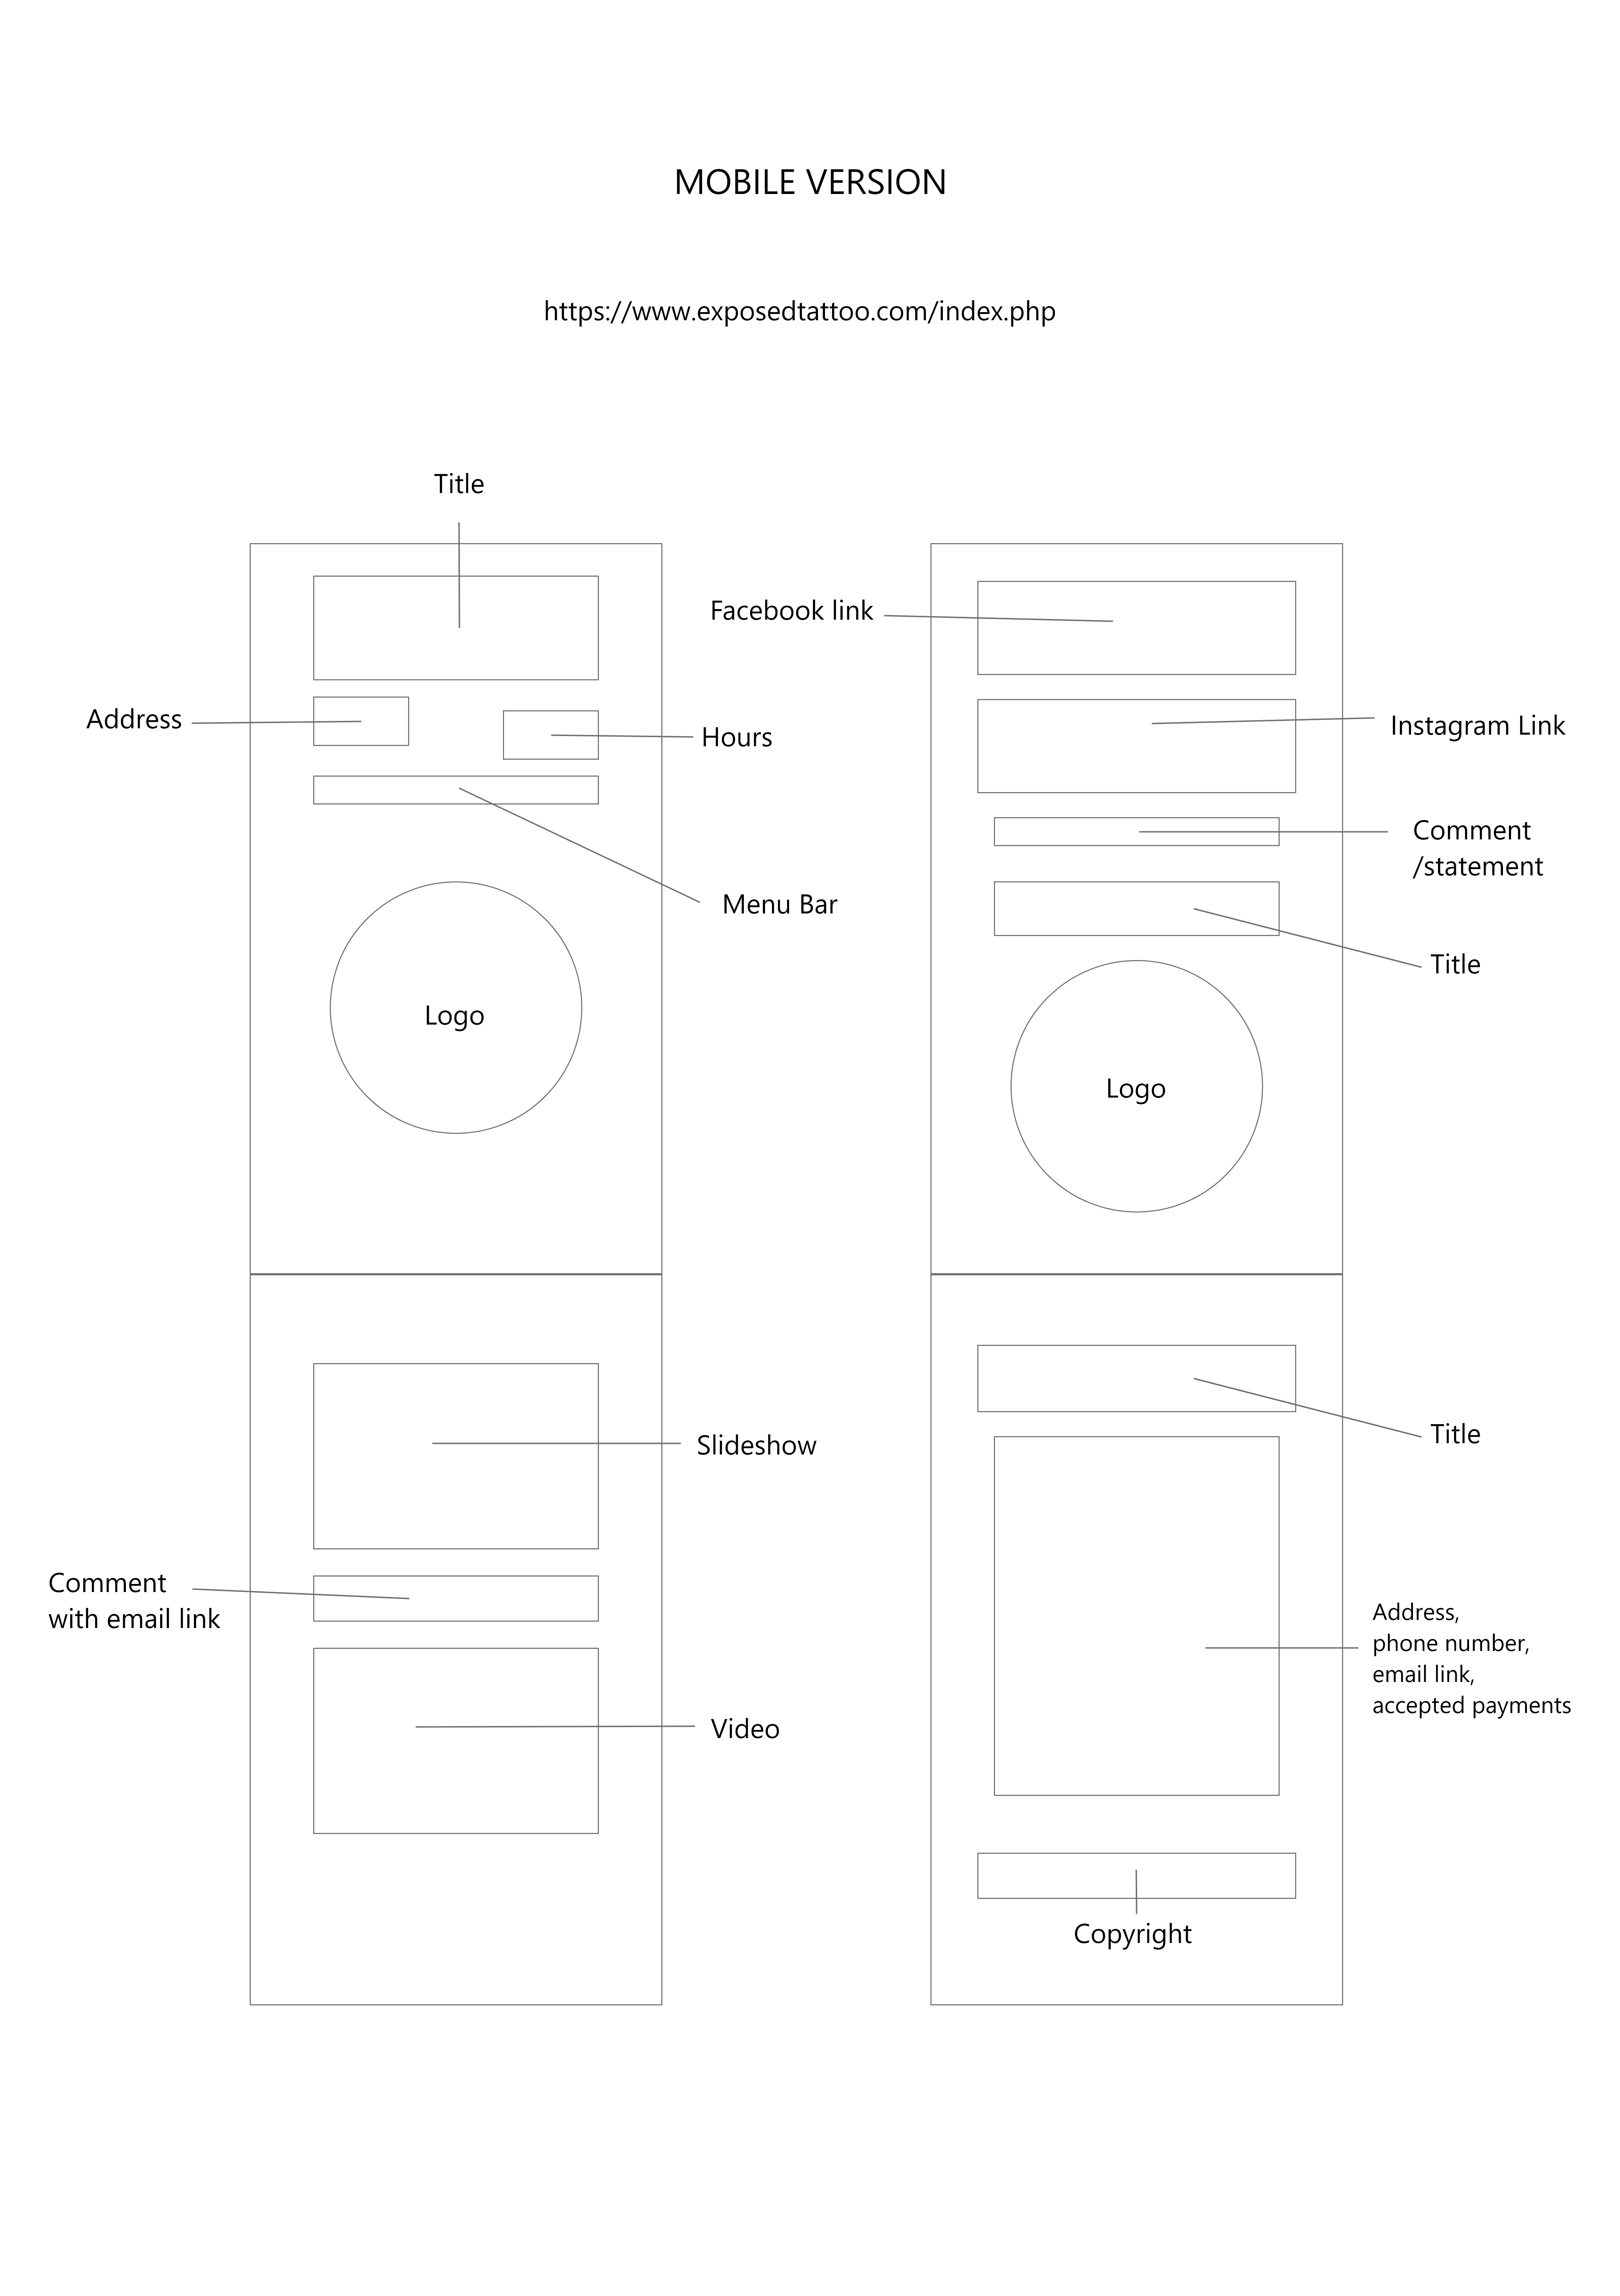 MOBILE VERSION
https://www.exposedtattoo.com/index.php
Title
Address
Hours
Menu Bar
Logo
Slideshow
Comment
with email link
Video
Facebook link
Instagram Link
Comment
/statement
Title
Logo
Title
Address,
phone number,
email link,
accepted payments
Copyright